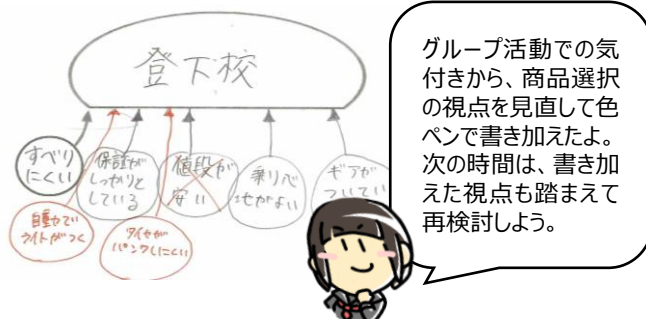 登下校
すべり
にくい
保証が
しっかりと
している
値段が
安い
乗り心
地がよい
ギアが
ついてい
自動で
ライトがつく
タイヤが
パンクしにくい
グループ活動での気
付きから、商品選択
の視点を見直して色
ペンで書き加えたよ。
次の時間は、書き加
えた視点も踏まえて
再検討しよう。